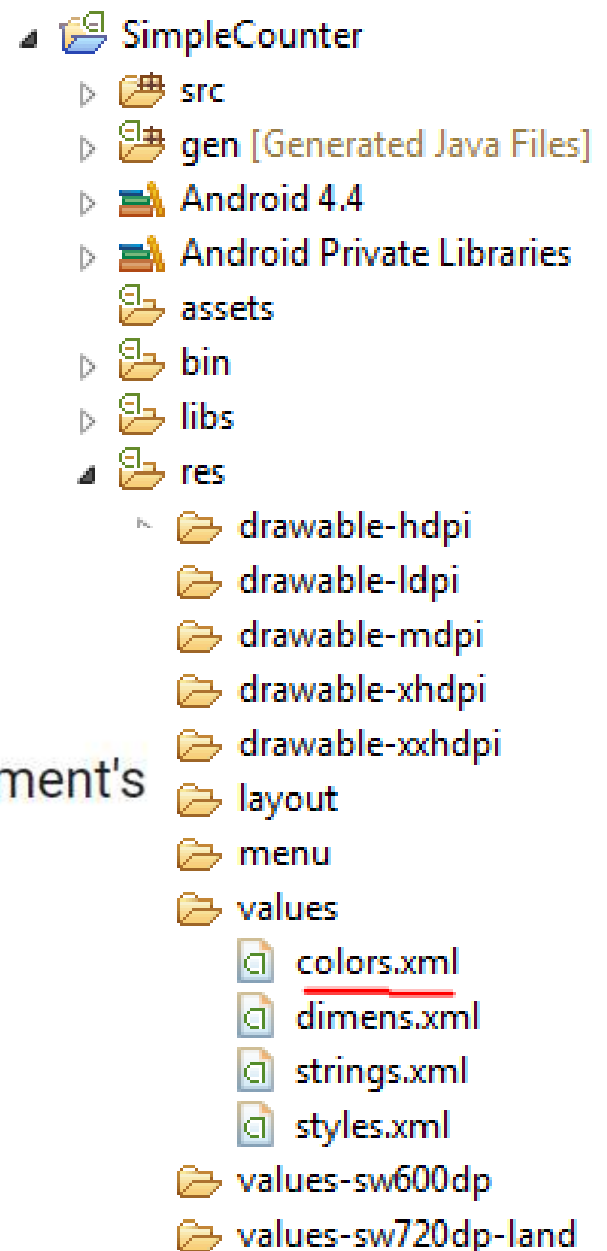 SimpleCounter
src
gen [Generated Java Files]
Android 4.4
Android Private Libraries
assets
bin
libs
res
drawable-hdpi
drawable-ldpi
drawable-mdpi
drawable-xhdpi
drawable-xxhdpi
ment's
layout
menu
values
colors.xml
dimens.xml
strings.xml
styles.xml
values-sw600dp
values-sw720dp-land